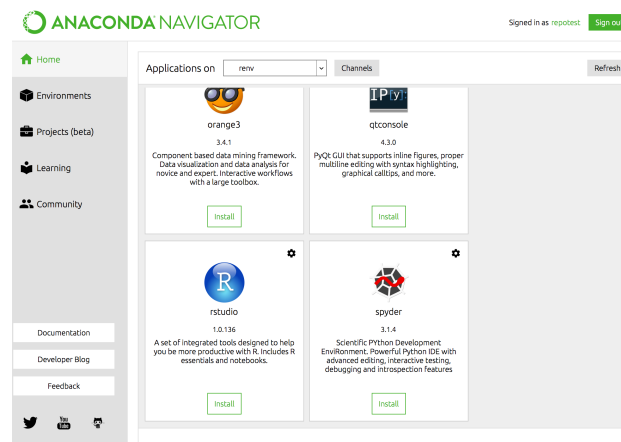 ANACONDA NAVIGATOR
Signed in as repotest
Sign ou
Home
Environments
Projects (beta)
Learning
Community
Documentation
Developer Blog
Feedback
You
Tube
Applications on
renv
Channels
Refresh
orange3
3.4.1
Component based data mining framework.
Data visualization and data analysis for
novice and expert. Interactive workflows
with a large toolbox.
Install
IP[y]:
qtconsole
4.3.0
PyQt GUI that supports inline figures, proper
multiline editing with syntax highlighting,
graphical calltips, and more.
Install
R
rstudio
1.0.136
A set of integrated tools designed to help
you be more productive with R. Includes R
essentials and notebooks.
Install
spyder
3.1.4
Scientific PYthon Development
EnviRonment. Powerful Python IDE with
advanced editing, interactive testing,
debugging and introspection features
Install